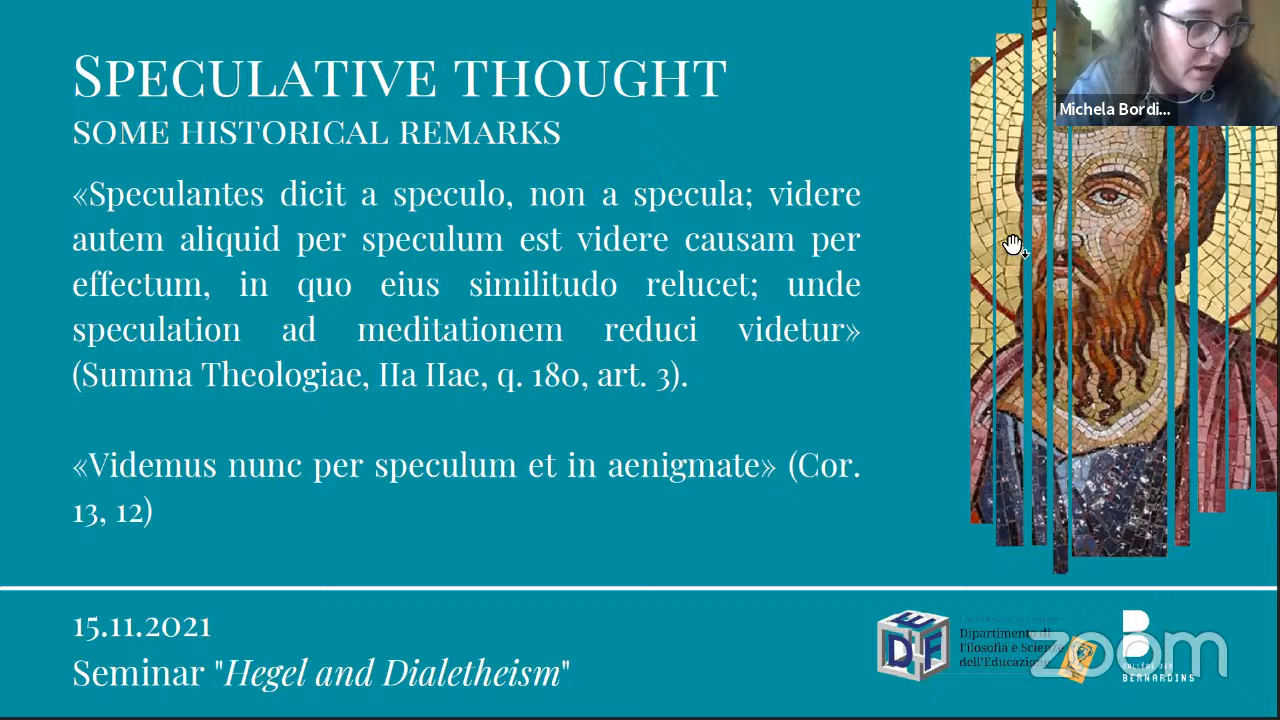 SPECULATIVE THOUGHT
SOME HISTORICAL REMARKS
«Speculantes dicit a speculo, non a specula; videre
autem aliquid per speculum est videre causam per
effectum, in quo eius similitudo relucet; unde
speculation ad meditationem reduci videtur»
(Summa Theologiae, IIa IIae, q. 180, art. 3).
«Videmus nunc per speculum et in aenigmate» (Cor.
13, 12)
15.11.2021
Seminar "Hegel and Dialetheism"
Michela Bordi...
EDF
Dipartimento di
Filosofia e Scienze
dell'Educazione
zoom
B
COLLÈGE DES
BERNARDINS